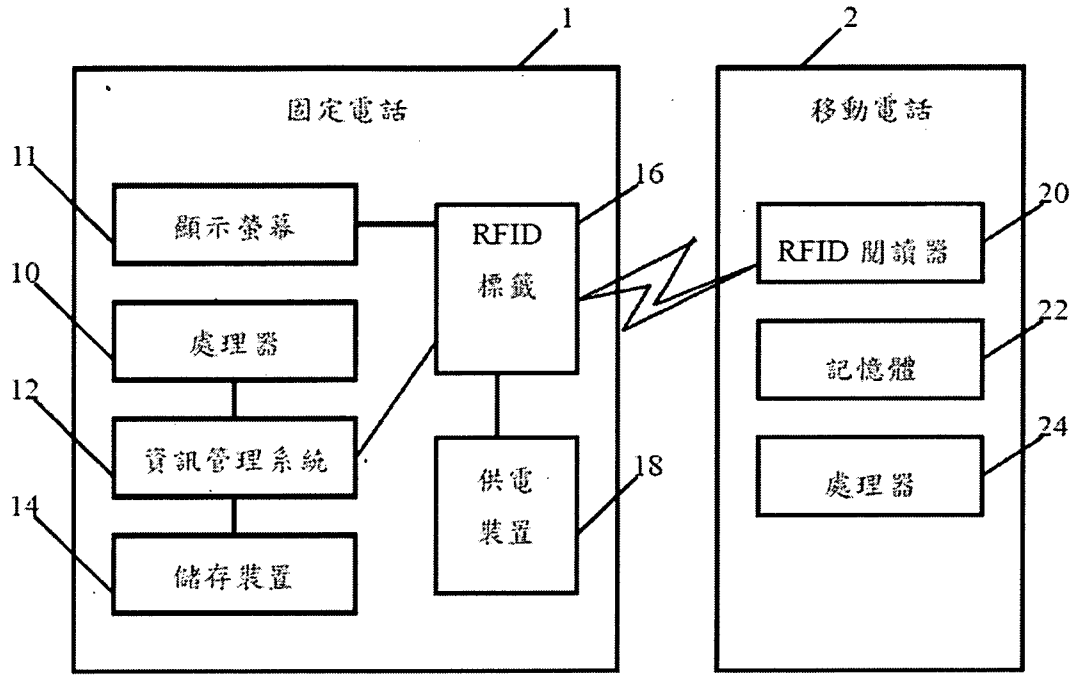 1
2
固定電話
移動電話
11
顯示螢幕
16
RFID
標籤
20
RFID 閱讀器
10
處理器
22
記憶體
12
資訊管理系統
供電
裝置
18
24
處理器
14
儲存裝置